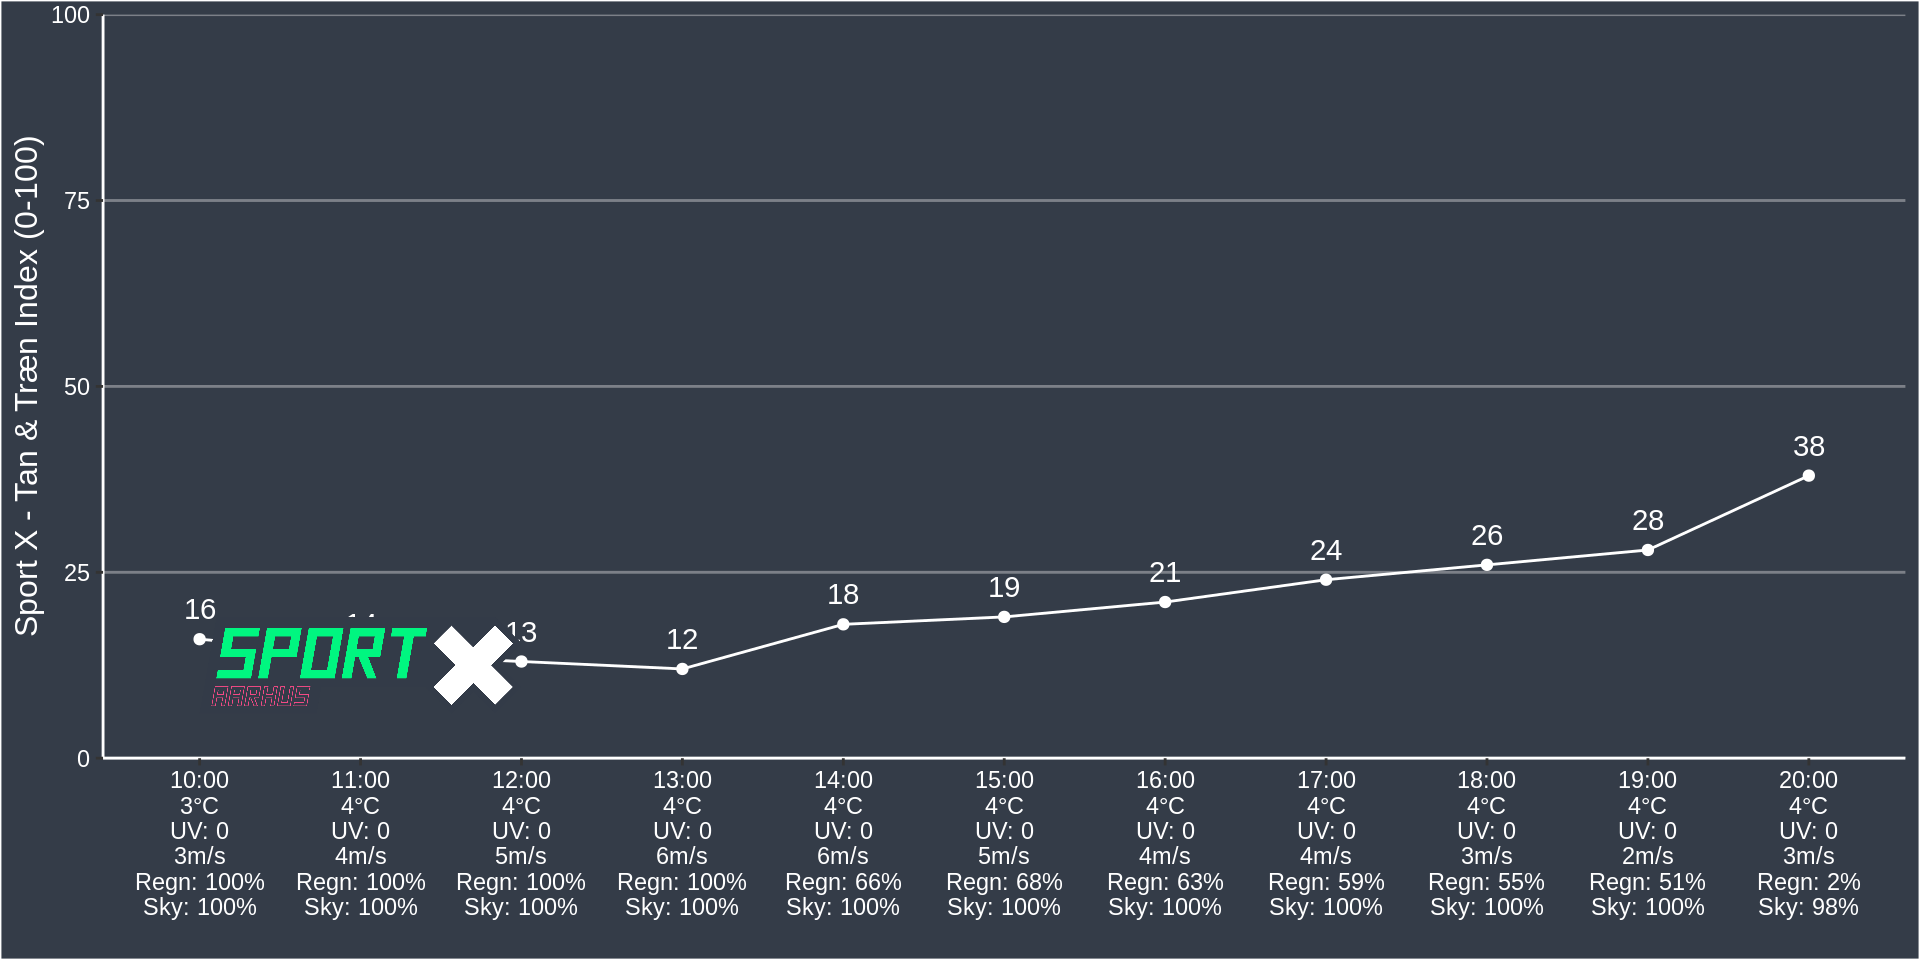 Sport X - Tan & Træn Index (0-100)
100
75
50
25
0
16
13
12
18
19
21
24
26
28
38
SPORT X
AARHUS
10:00 11:00 12:00 13:00 14:00 15:00 16:00 17:00 18:00 19:00 20:00
3°C 4°C 4°C 4°C 4°C 4°C 4°C 4°C 4°C 4°C 4°C
UV: 0 UV: 0 UV: 0 UV: 0 UV: 0 UV: 0 UV: 0 UV: 0 UV: 0 UV: 0 UV: 0
3m/s 4m/s 5m/s 6m/s 6m/s 5m/s 4m/s 4m/s 3m/s 2m/s 3m/s
Regn: 100% Regn: 100% Regn: 100% Regn: 100% Regn: 66% Regn: 68% Regn: 63% Regn: 59% Regn: 55% Regn: 51% Regn: 2%
Sky: 100% Sky: 100% Sky: 100% Sky: 100% Sky: 100% Sky: 100% Sky: 100% Sky: 100% Sky: 100% Sky: 100% Sky: 98%